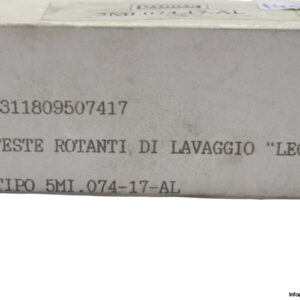 5MI.074-17-AL
311809507417
TESTE ROTANTI DI LAVAGGIO "LEC
TIPO 5MI.074-17-AL